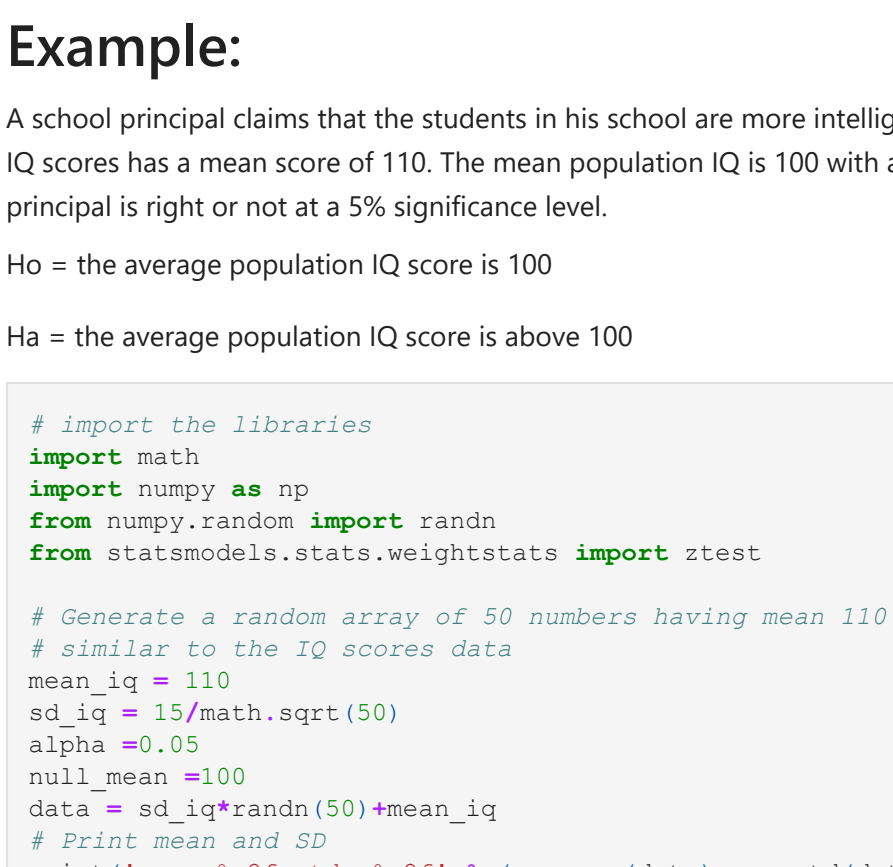 Example:
A school principal claims that the students in his school are more
IQ scores has a mean score of 110. The mean population IQ is 100 with
principal is right or not at a 5% significance level.
Ho = the average population IQ score is 100
Ha = the average population IQ score is above 100
# import the libraries
import math
import numpy as np
from numpy.random import randn
from statsmodels.stats.weightstats import ztest
# Generate a random array of 50 numbers having mean 110
# similar to the IQ scores data
mean_iq = 110
sd_iq = 15/math.sqrt(50)
alpha =0.05
null_mean =100
data = sd_iq*randn(50)+mean_iq
# Print mean and SD